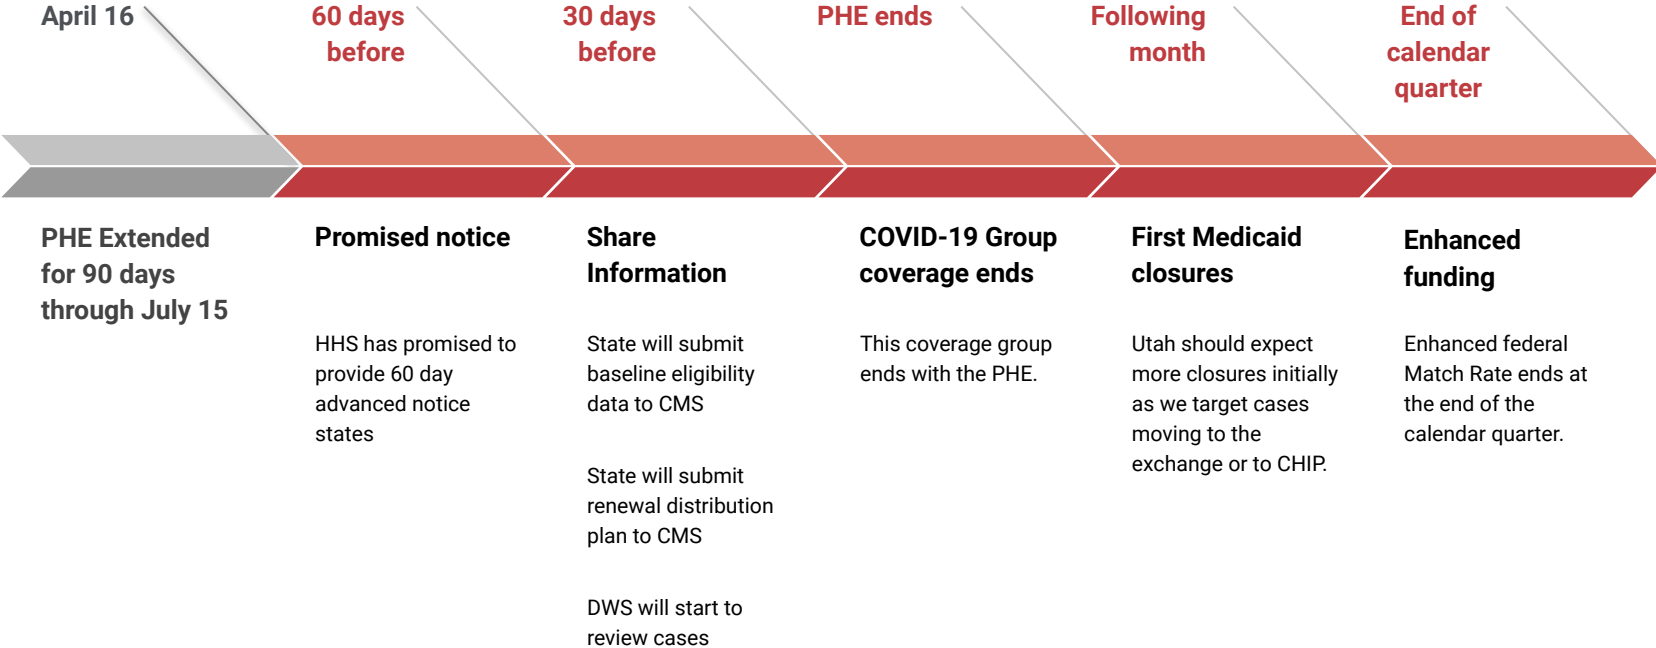 April 16
60 days
before
30 days
before
PHE ends
Following
month
End of
calendar
quarter
PHE Extended
for 90 days
through July 15
Promised notice
HHS has promised to
provide 60 day
advanced notice
states
Share
Information
State will submit
baseline eligibility
data to CMS
State will submit
renewal distribution
plan to CMS
DWS will start to
review cases
COVID-19 Group
coverage ends
This coverage group
ends with the PHE.
First Medicaid
closures
Utah should expect
more closures initially
as we target cases
moving to the
exchange or to CHIP.
Enhanced
funding
Enhanced federal
Match Rate ends at
the end of the
calendar quarter.